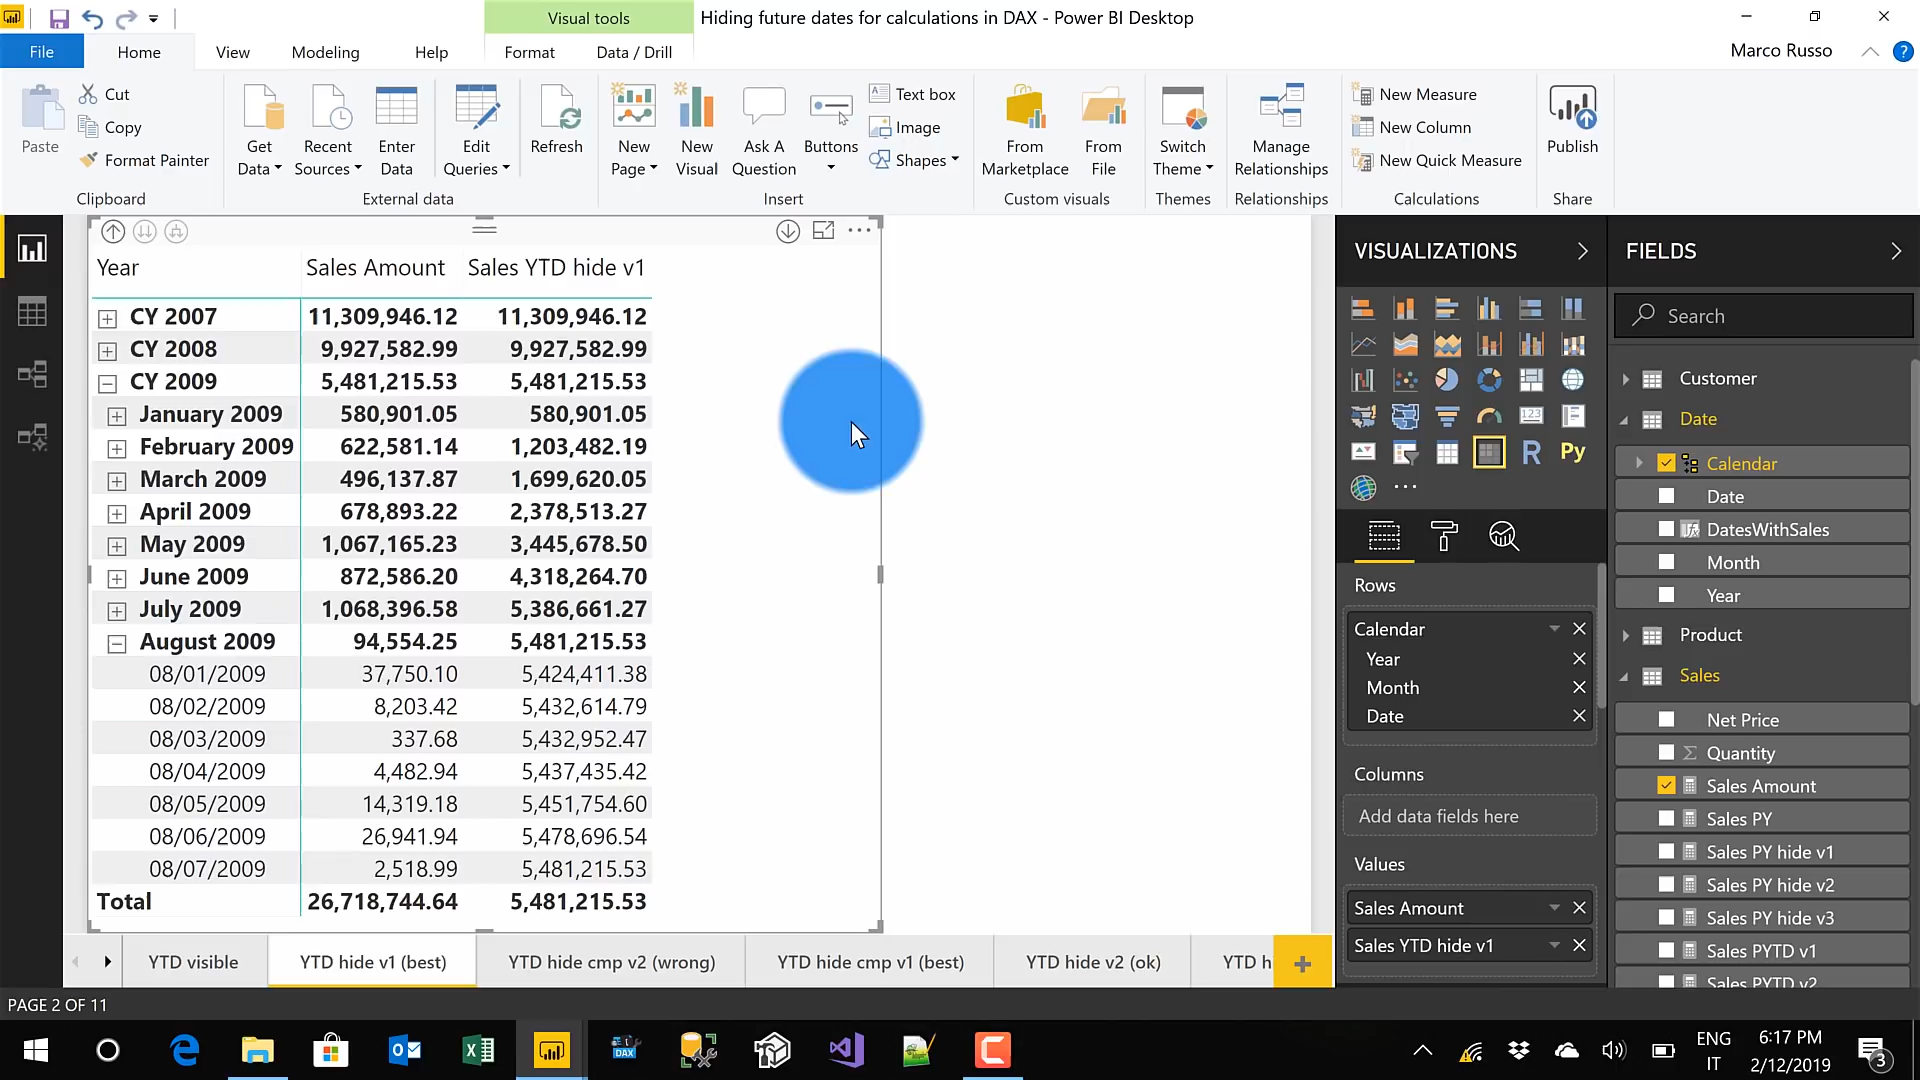 Visual tools
Hiding future dates for calculations in DAX - Power BI Desktop
File
Home
View
Modeling
Help
Format
Data / Drill
Marco Russo
?
Paste
Cut
Copy
Format Painter
Clipboard
Get Data
Recent Sources
Enter Data
External data
Edit Queries
Refresh
New Page
New Visual
Ask A Question
Buttons
Text box
Image
Shapes
Insert
From Marketplace
From File
Custom visuals
Switch Theme
Themes
Manage Relationships
Relationships
New Measure
New Column
New Quick Measure
Calculations
Publish
Share
Year Sales Amount Sales YTD hide v1
CY 2007 11,309,946.12 11,309,946.12
CY 2008 9,927,582.99 9,927,582.99
CY 2009 5,481,215.53 5,481,215.53
January 2009 580,901.05 580,901.05
February 2009 622,581.14 1,203,482.19
March 2009 496,137.87 1,699,620.05
April 2009 678,893.22 2,378,513.27
May 2009 1,067,165.23 3,445,678.50
June 2009 872,586.20 4,318,264.70
July 2009 1,068,396.58 5,386,661.27
August 2009 94,554.25 5,481,215.53
08/01/2009 37,750.10 5,424,411.38
08/02/2009 8,203.42 5,432,614.79
08/03/2009 337.68 5,432,952.47
08/04/2009 4,482.94 5,437,435.42
08/05/2009 14,319.18 5,451,754.60
08/06/2009 26,941.94 5,478,696.54
08/07/2009 2,518.99 5,481,215.53
Total 26,718,744.64 5,481,215.53
VISUALIZATIONS
123
R
Py
Rows
Calendar
Year
Month
Date
Columns
Add data fields here
Values
Sales Amount
Sales YTD hide v1
FIELDS
Search
Customer
Date
Calendar
Date
DatesWithSales
Month
Year
Product
Sales
Net Price
Quantity
Sales Amount
Sales PY
Sales PY hide v1
Sales PY hide v2
Sales PY hide v3
Sales PYTD v1
Sales PYTD v2
YTD visible
YTD hide v1 (best)
YTD hide cmp v2 (wrong)
YTD hide cmp v1 (best)
YTD hide v2 (ok)
YTD h
PAGE 2 OF 11
DAX
ENG
IT
6:17 PM
2/12/2019
3